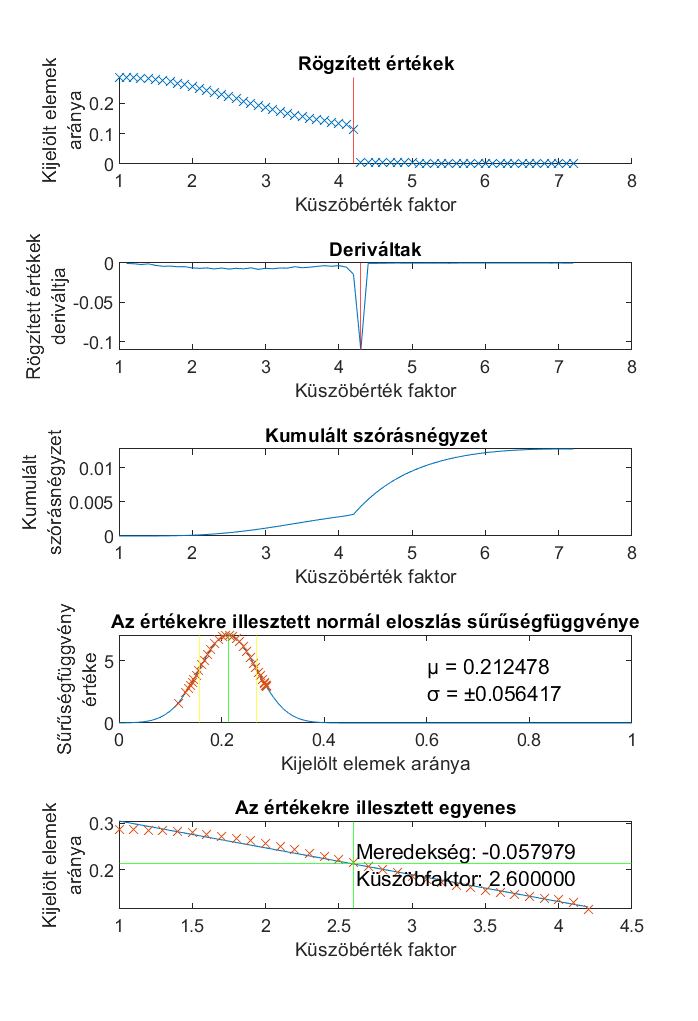 Rögzített értékek
Kijelölt elemek
aránya
0.2
0.1
0
1 2 3 4 5 6 7 8
Küszöbérték faktor
Deriváltak
Rögzített értékek
deriváltja
0
-0.05
-0.1
1 2 3 4 5 6 7 8
Küszöbérték faktor
Kumulált szórásnégyzet
Kumulált
szórásnégyzet
0.01
0.005
0
1 2 3 4 5 6 7 8
Küszöbérték faktor
Az értékekre illesztett normál eloszlás sűrűségfüggvénye
Sűrűségfüggvény
értéke
5
0
μ = 0.212478
σ = ±0.056417
0 0.2 0.4 0.6 0.8 1
Kijelölt elemek aránya
Az értékekre illesztett egyenes
Kijelölt elemek
aránya
0.3
0.2
Meredekség: -0.057979
Küszöbfaktor: 2.600000
1 1.5 2 2.5 3 3.5 4 4.5
Küszöbérték faktor